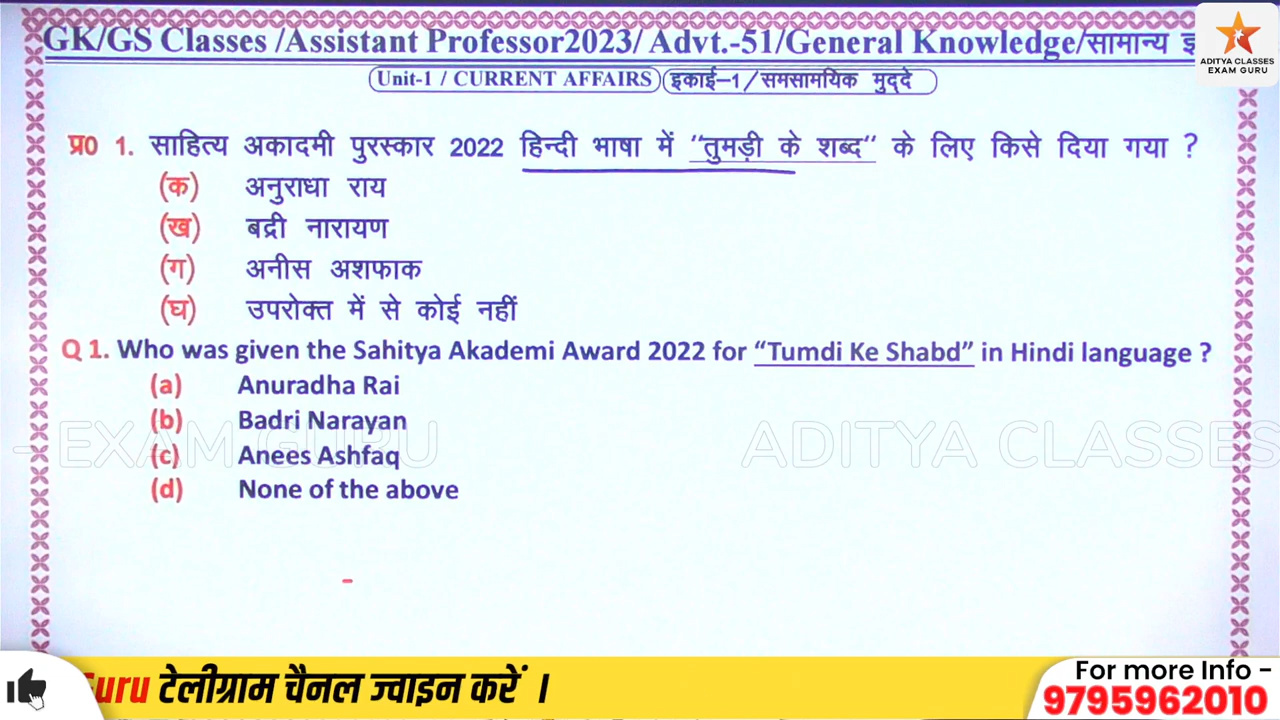 GK/GS Classes /Assistant Professor2023/ Advt.-51/General Knowledge/सामान्य
ADITYA CLASSES
EXAM GURU
Unit-1 / CURRENT AFFAIRS इकाई–1/समसामयिक मुद्दे
प्र0 1. साहित्य अकादमी पुरस्कार 2022 हिन्दी भाषा में "तुमड़ी के शब्द" के लिए किसे दिया गया ?
(क) अनुराधा राय
(ख) बद्री नारायण
(ग) अनीस अशफाक
(घ) उपरोक्त में से कोई नहीं
Q 1. Who was given the Sahitya Akademi Award 2022 for “Tumdi Ke Shabd” in Hindi language ?
(a) Anuradha Rai
(b) Badri Narayan
- EXAM GURU ADITYA CLASSES
(c) Anees Ashfaq
(d) None of the above
Guru टेलीग्राम चैनल ज्वाइन करें ।
For more Info -
9795962010